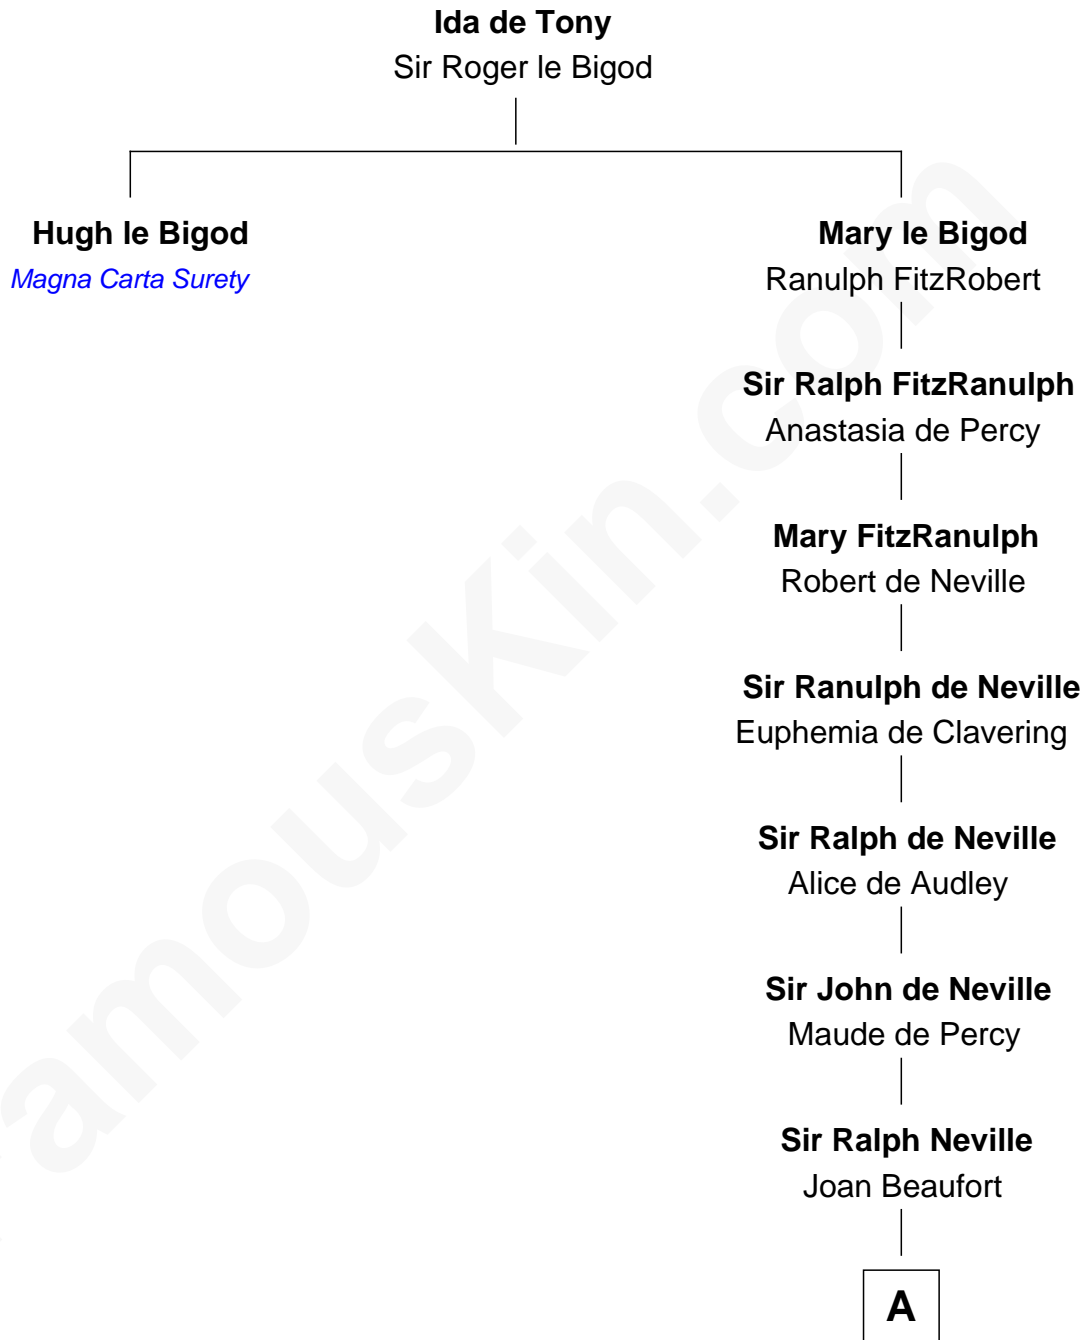 Ida de Tony
Sir Roger le Bigod
Hugh le Bigod
Magna Carta Surety
Mary le Bigod
Ranulph FitzRobert
Sir Ralph FitzRanulph
Anastasia de Percy
Mary FitzRanulph
Robert de Neville
Sir Ranulph de Neville
Euphemia de Clavering
Sir Ralph de Neville
Alice de Audley
Sir John de Neville
Maude de Percy
Sir Ralph Neville
Joan Beaufort
A
amouskin.com